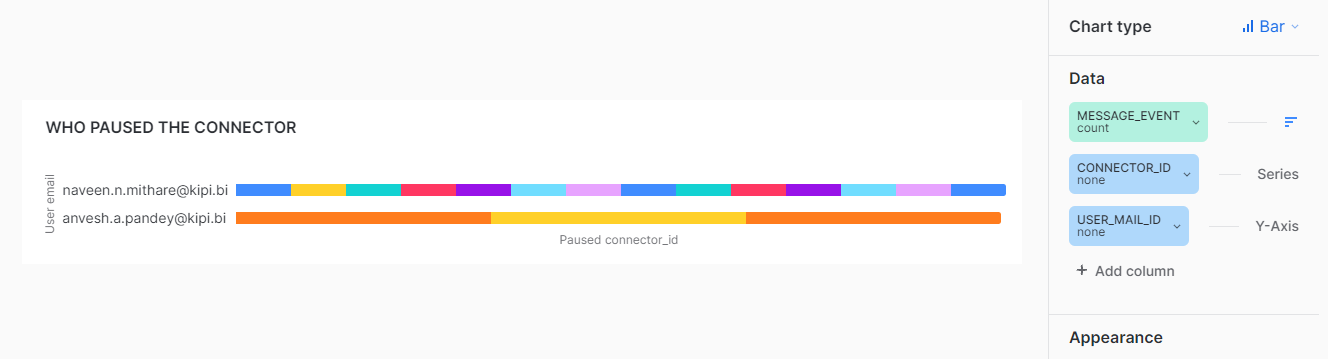 WHO PAUSED THE CONNECTOR
User email
naveen.n.mithare@kipi.bi
anvesh.a.pandey@kipi.bi
Paused connector_id
Chart type
Bar
Data
MESSAGE_EVENT
count
CONNECTOR_ID
none
Series
USER_MAIL_ID
none
Y-Axis
+ Add column
Appearance